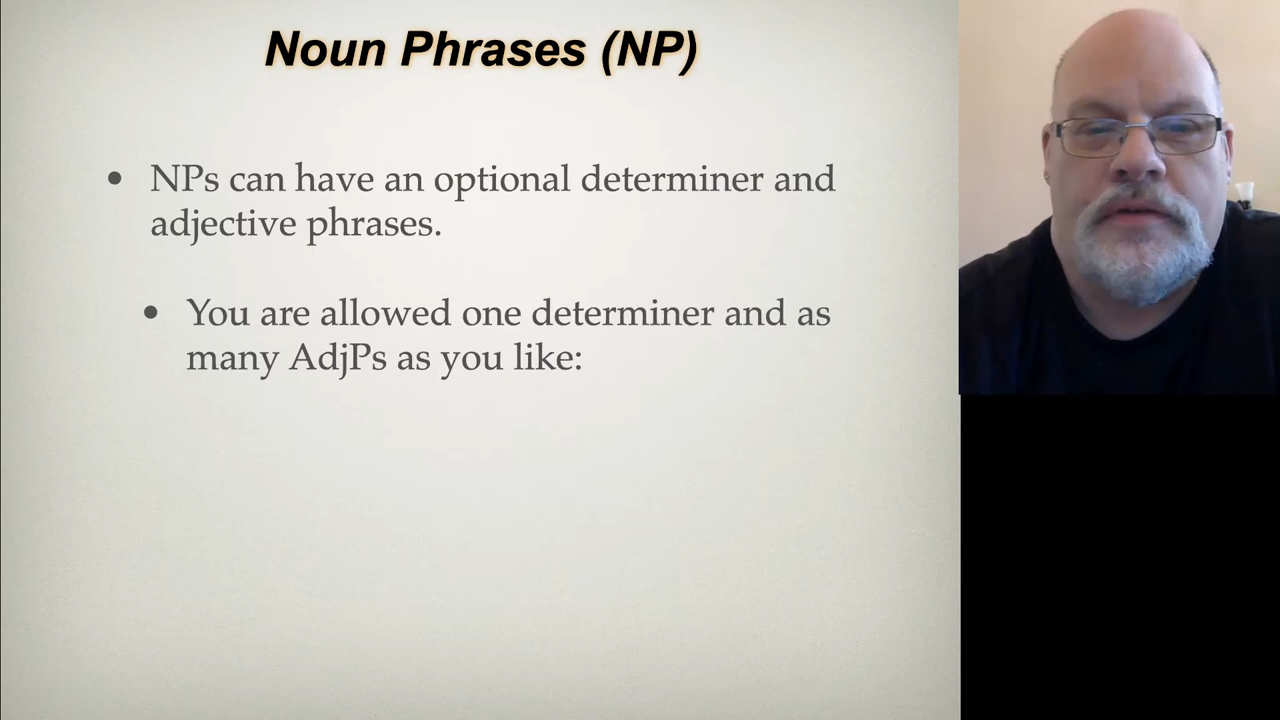 Noun Phrases (NP)
• NPs can have an optional determiner and
adjective phrases.
• You are allowed one determiner and as
many AdjPs as you like: